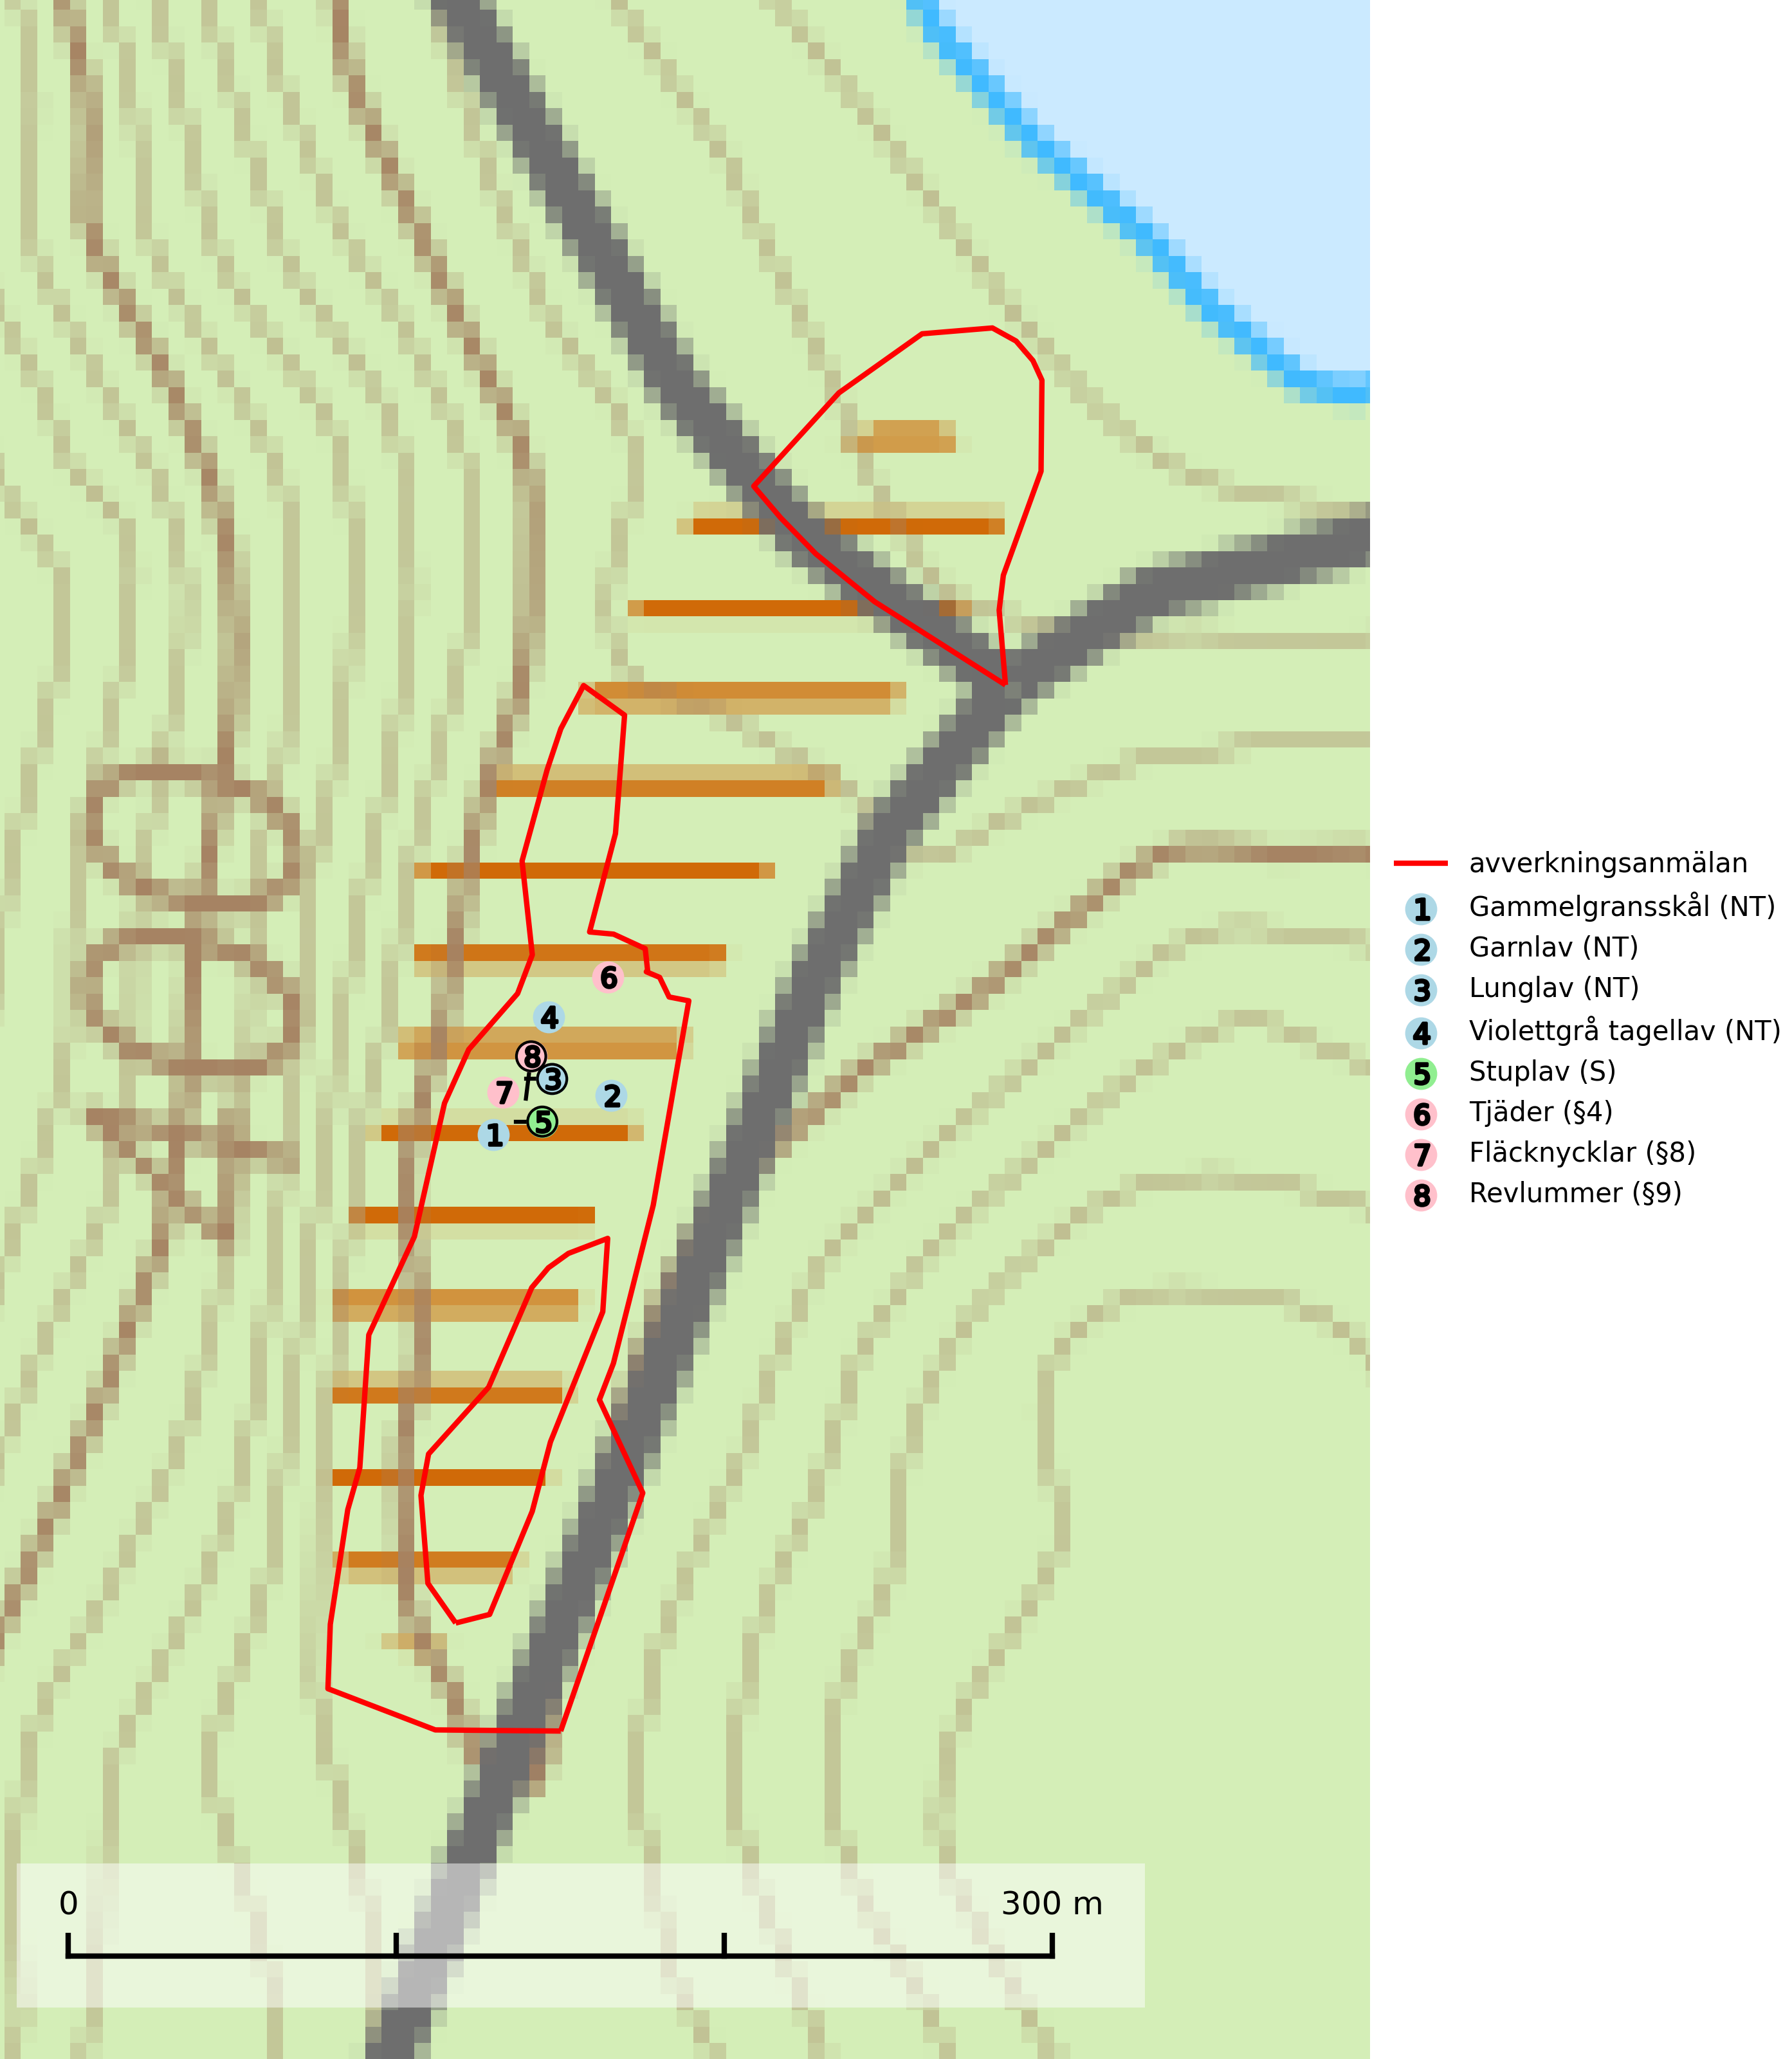 avverkningsanmälan
1 Gammelgransskål (NT)
2 Garnlav (NT)
3 Lunglav (NT)
4 Violettgrå tagellav (NT)
5 Stuplav (S)
6 Tjäder (§4)
7 Fläcknycklar (§8)
8 Revlummer (§9)
6
4
8
3
7
2
5
1
0 300 m